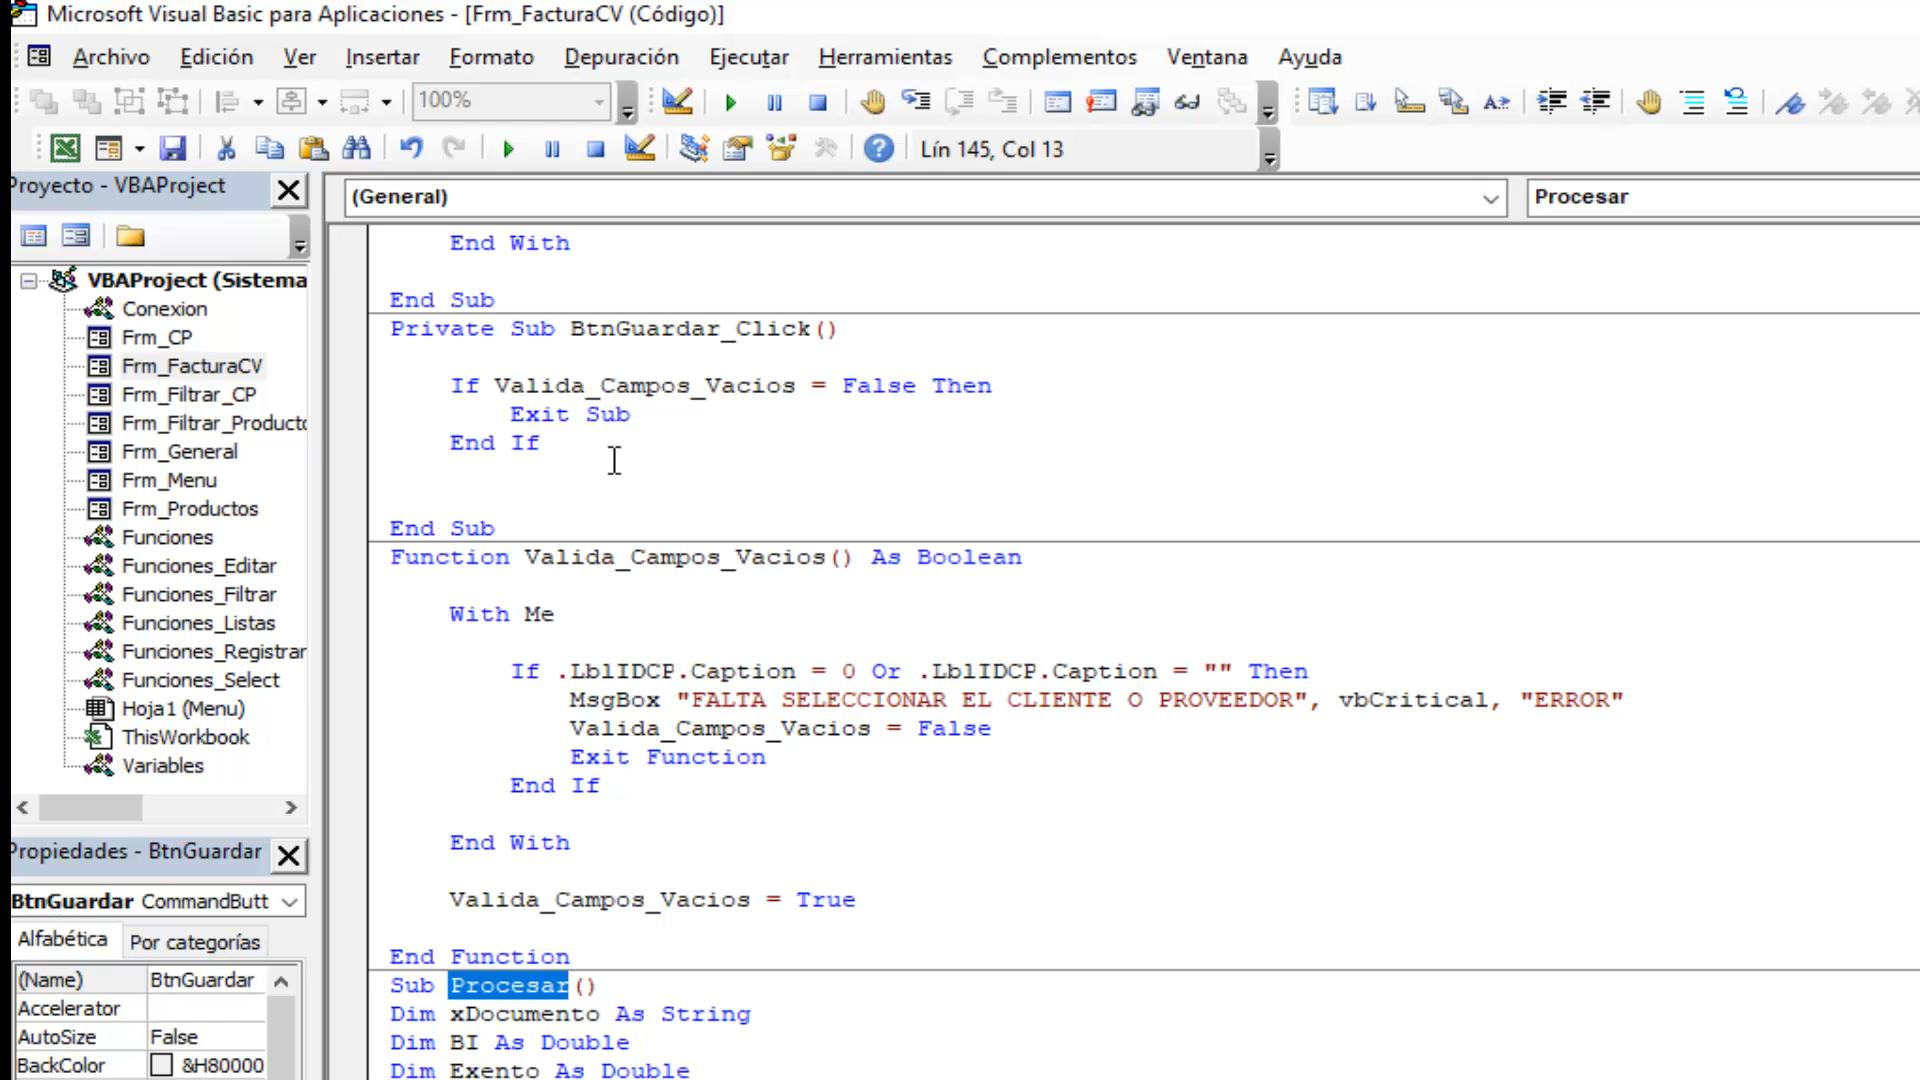 Microsoft Visual Basic para Aplicaciones - [Frm_FacturaCV (Código)]
Archivo Edición Ver Insertar Formato Depuración Ejecutar Herramientas Complementos Ventana Ayuda
100%
Lín 145, Col 13
Proyecto - VBAProject
(General) Procesar
VBAProject (Sistema
Conexion
Frm_CP
Frm_FacturaCV
Frm_Filtrar_CP
Frm_Filtrar_Producto
Frm_General
Frm_Menu
Frm_Productos
Funciones
Funciones_Editar
Funciones_Filtrar
Funciones_Listas
Funciones_Registrar
Funciones_Select
Hoja1 (Menu)
ThisWorkbook
Variables
Propiedades - BtnGuardar
BtnGuardar CommandButt
Alfabética Por categorías
(Name) BtnGuardar
Accelerator
AutoSize False
BackColor &H80000
End With
End Sub
Private Sub BtnGuardar_Click()
If Valida_Campos_Vacios = False Then
Exit Sub
End If
End Sub
Function Valida_Campos_Vacios() As Boolean
With Me
If .LblIDCP.Caption = 0 Or .LblIDCP.Caption = "" Then
MsgBox "FALTA SELECCIONAR EL CLIENTE O PROVEEDOR", vbCritical, "ERROR"
Valida_Campos_Vacios = False
Exit Function
End If
End With
Valida_Campos_Vacios = True
End Function
Sub Procesar()
Dim xDocumento As String
Dim BI As Double
Dim Exento As Double